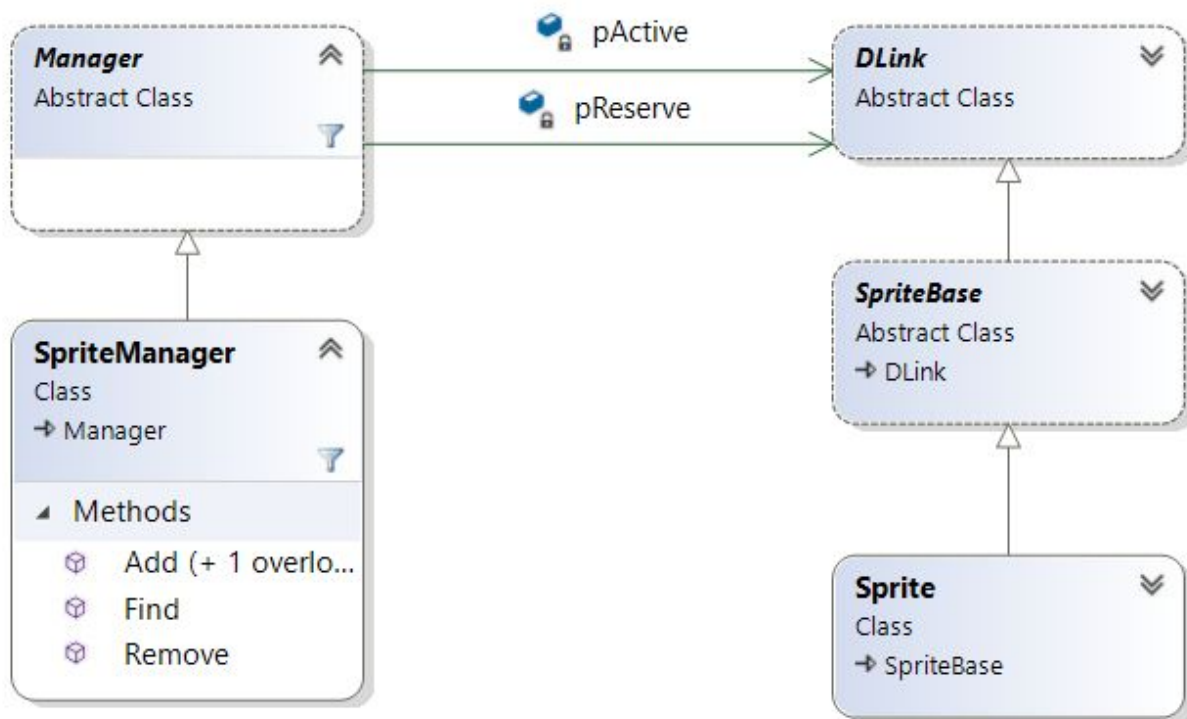 Manager
Abstract Class
pActive
pReserve
DLink
Abstract Class
SpriteBase
Abstract Class
DLink
SpriteManager
Class
Manager
Methods
Add (+ 1 overlo...
Find
Remove
Sprite
Class
SpriteBase